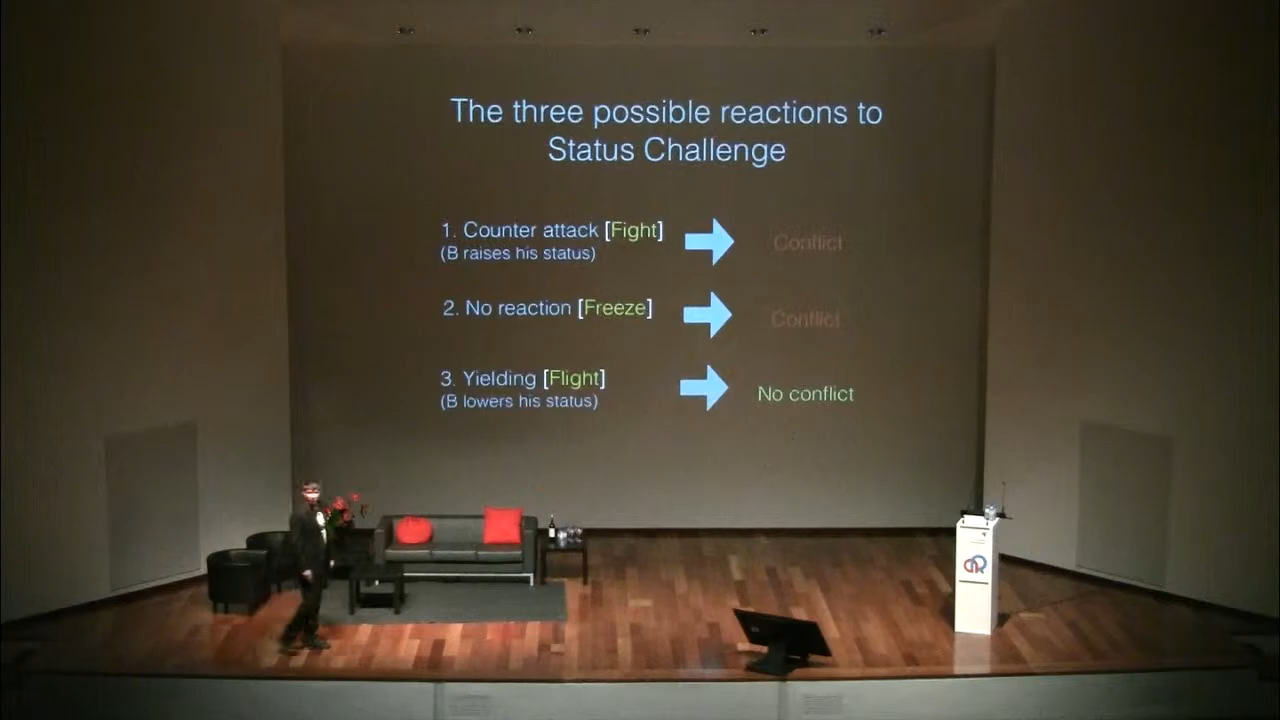 The three possible reactions to
Status Challenge
1. Counter attack [Fight]
(B raises his status)
Conflict
2. No reaction [Freeze]
Conflict
3. Yielding [Flight]
(B lowers his status)
No conflict